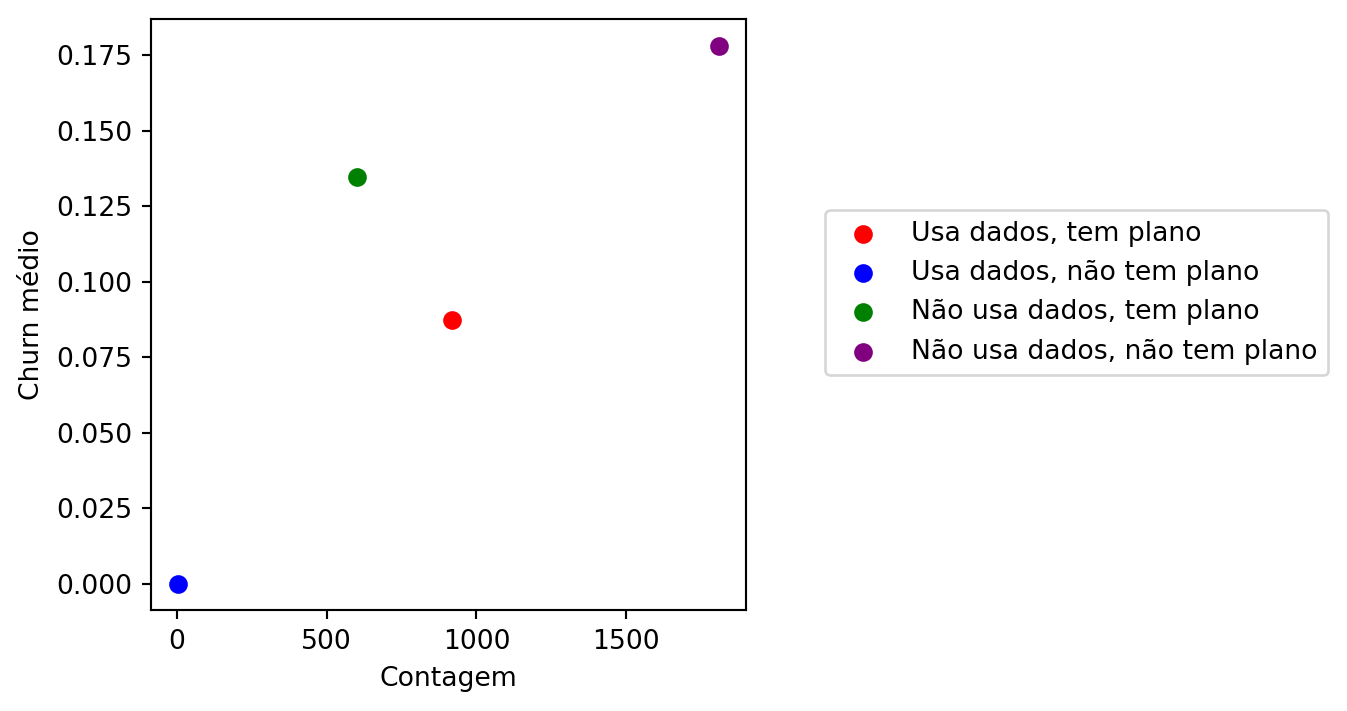 0.175
0.150
0.125
0.100
0.075
0.050
0.025
0.000
Churn médio
0 500 1000 1500
Contagem
Usa dados, tem plano
Usa dados, não tem plano
Não usa dados, tem plano
Não usa dados, não tem plano